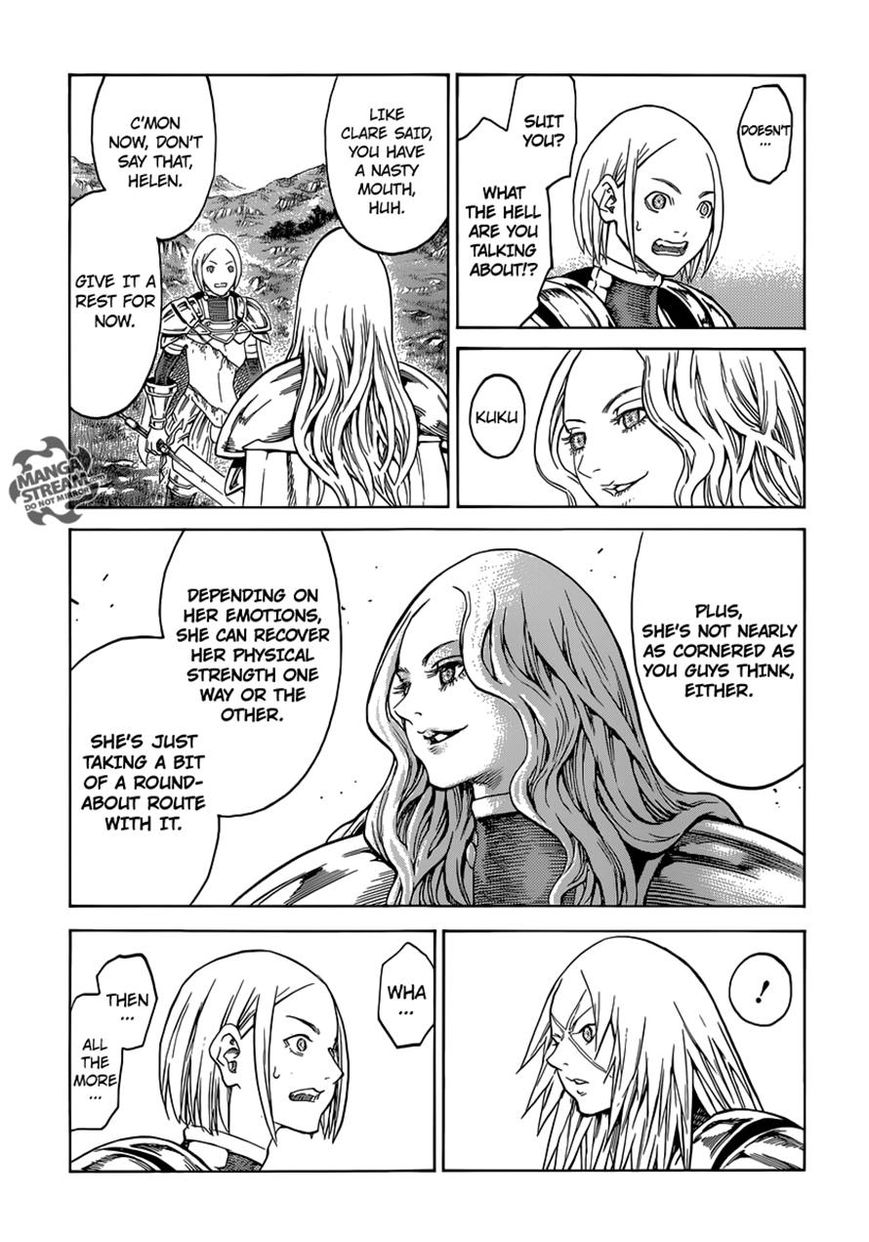 DOESN'T
...
SUIT
YOU?
WHAT
THE HELL
ARE YOU
TALKING
ABOUT!?
LIKE
CLARE SAID,
YOU HAVE
A NASTY
MOUTH,
HUH.
C'MON
NOW, DON'T
SAY THAT,
HELEN.
GIVE IT A
REST FOR
NOW.
MANGA
STREAM
DO NOT MIRROR
KUKU
PLUS,
SHE'S NOT NEARLY
AS CORNERED AS
YOU GUYS THINK,
EITHER.
DEPENDING ON
HER EMOTIONS,
SHE CAN RECOVER
HER PHYSICAL
STRENGTH ONE
WAY OR THE
OTHER.
SHE'S JUST
TAKING A BIT
OF A ROUND-
ABOUT ROUTE
WITH IT.
!
WHA
...
THEN
...
ALL
THE
MORE
...